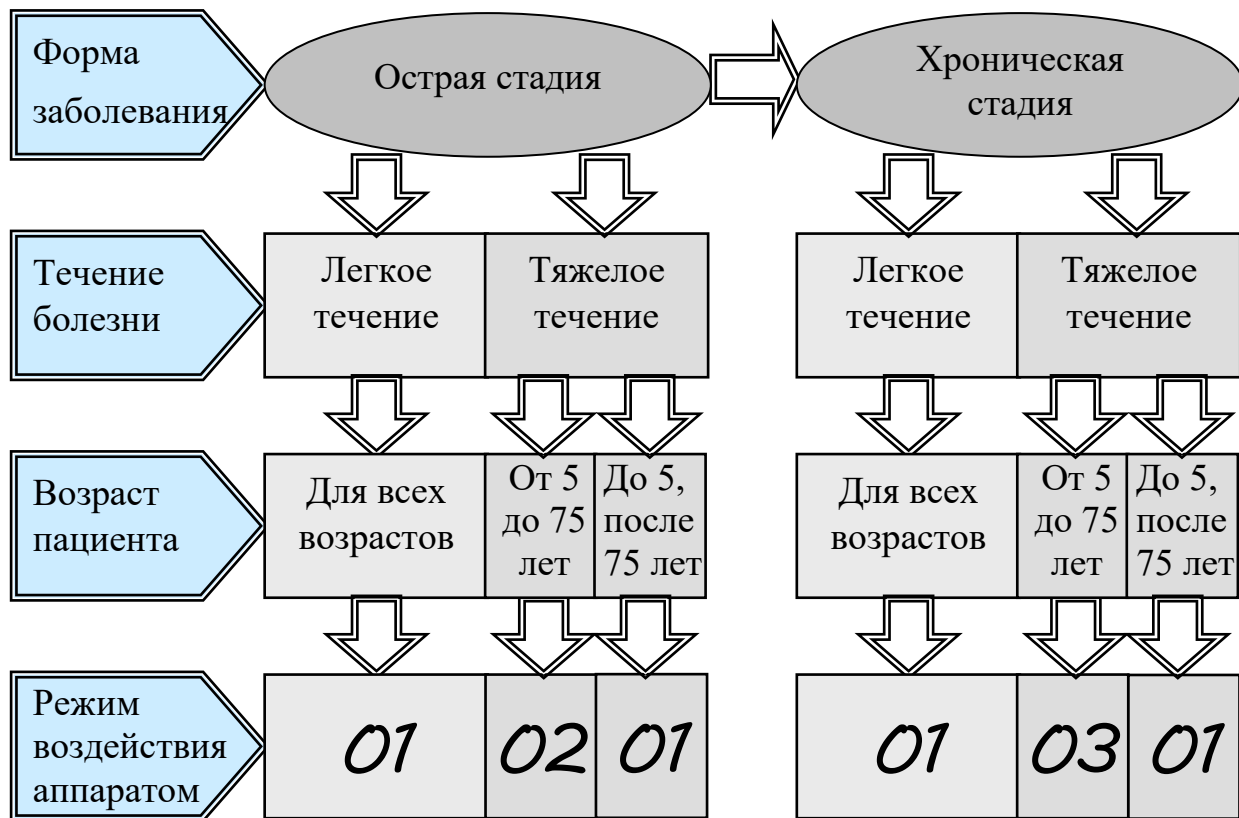 Форма
заболевания
Острая стадия
Хроническая
стадия
Течение
болезни
Легкое
течение
Тяжелое
течение
Легкое
течение
Тяжелое
течение
Возраст
пациента
Для всех
возрастов
От 5
до 75
лет
До 5,
после
75 лет
Для всех
возрастов
От 5
до 75
лет
До 5,
после
75 лет
Режим
воздействия
аппаратом
01
02
01
01
03
01